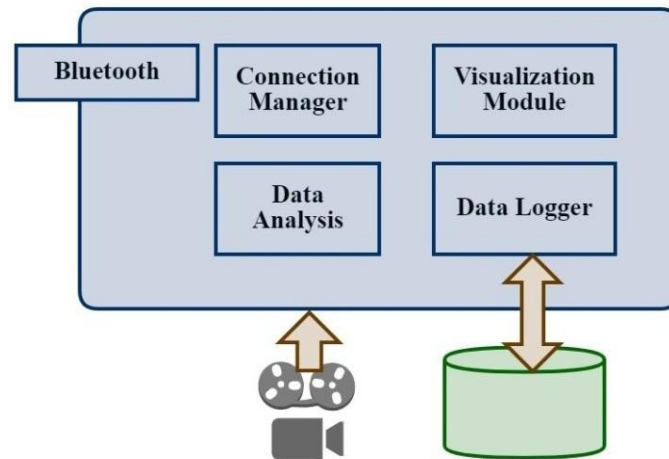 Bluetooth
Connection
Manager
Visualization
Module
Data
Analysis
Data Logger